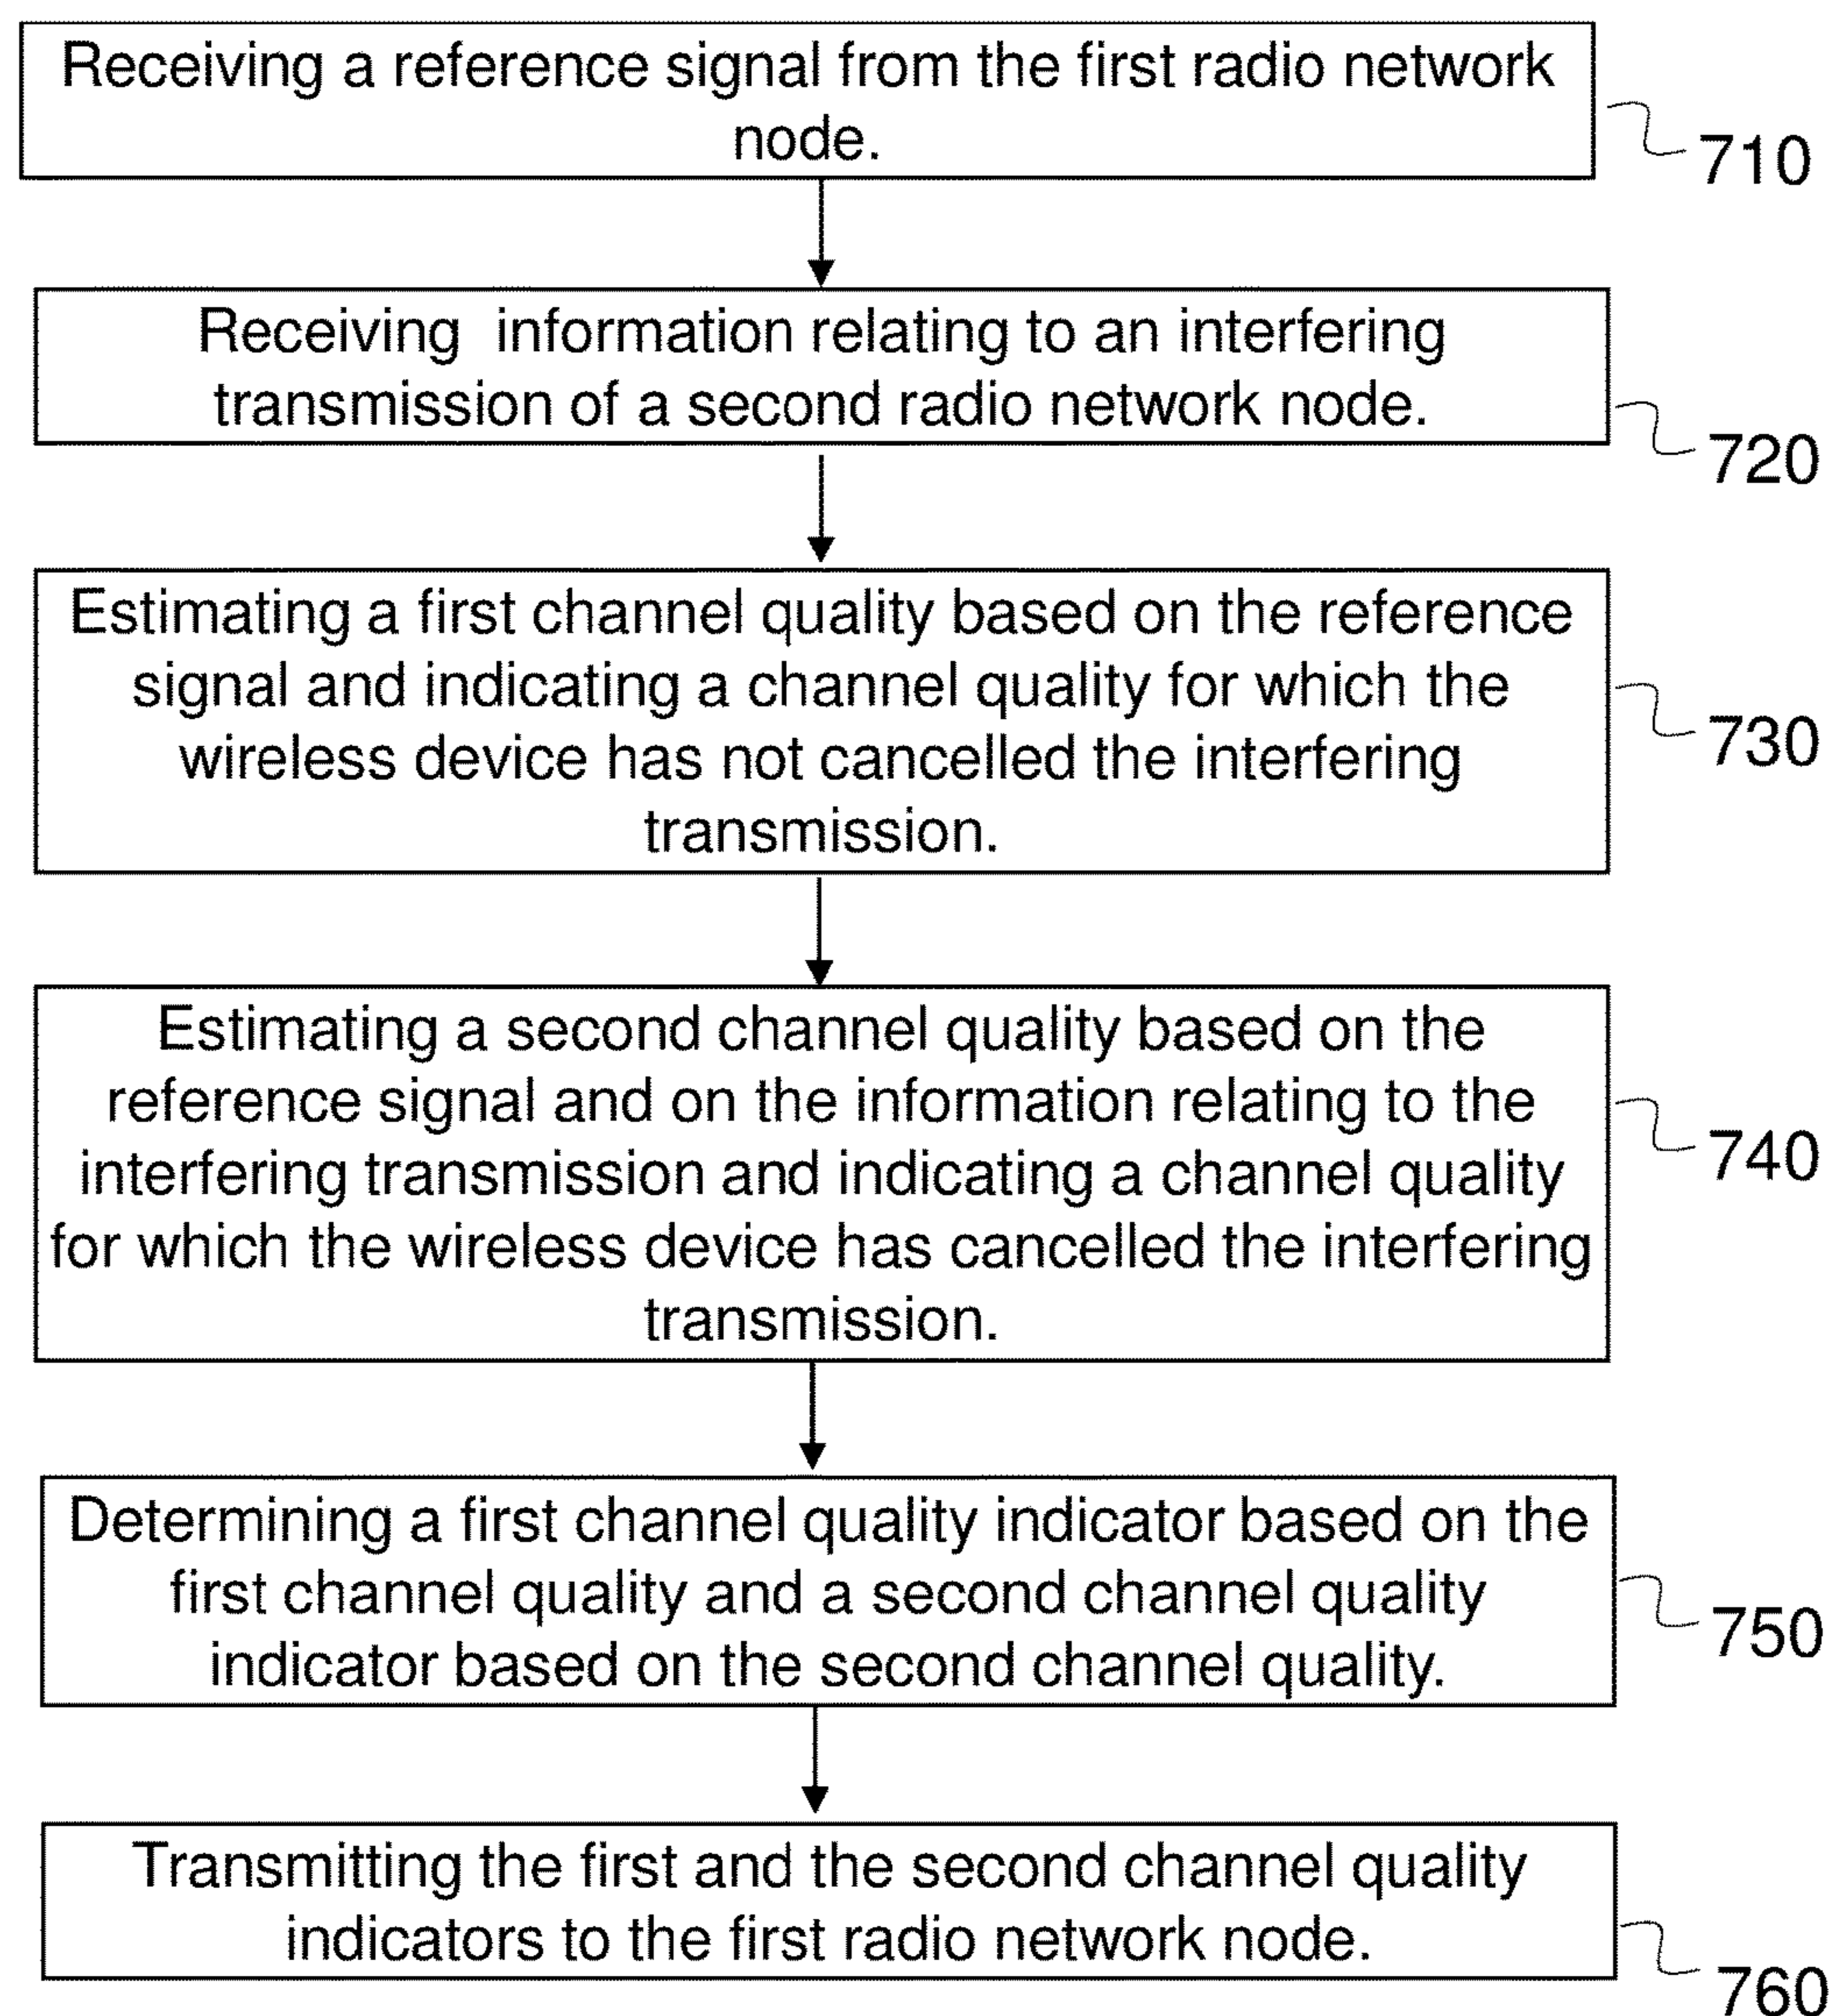 Receiving a reference signal from the first radio network
node.
710
Receiving information relating to an interfering
transmission of a second radio network node.
720
Estimating a first channel quality based on the reference
signal and indicating a channel quality for which the
wireless device has not cancelled the interfering
transmission.
730
Estimating a second channel quality based on the
reference signal and on the information relating to the
interfering transmission and indicating a channel quality
for which the wireless device has cancelled the interfering
transmission.
740
Determining a first channel quality indicator based on the
first channel quality and a second channel quality
indicator based on the second channel quality.
750
Transmitting the first and the second channel quality
indicators to the first radio network node.
760